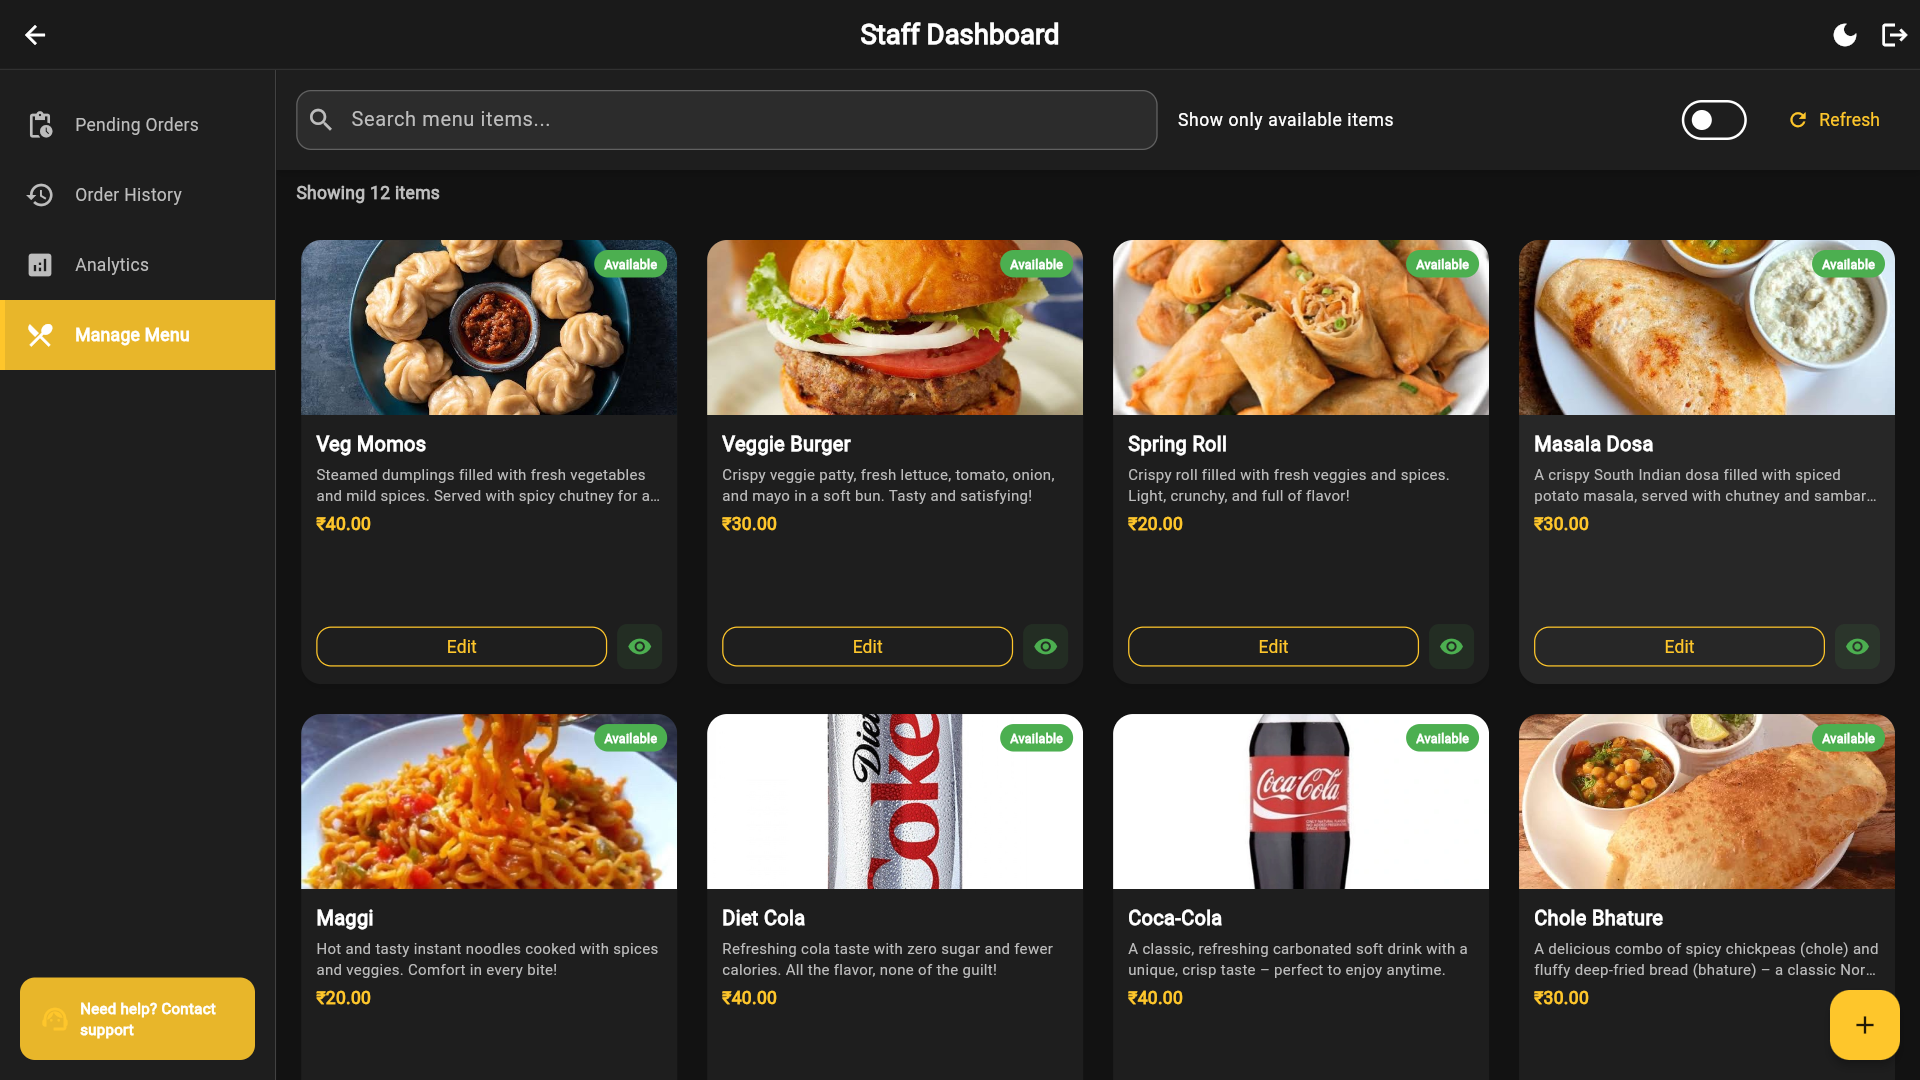 Staff Dashboard
Pending Orders
Order History
Analytics
Manage Menu
Need help? Contact
support
Search menu items...
Show only available items
Refresh
Showing 12 items
Available
Veg Momos
Steamed dumplings filled with fresh vegetables
and mild spices. Served with spicy chutney for a...
₹40.00
Edit
Available
Veggie Burger
Crispy veggie patty, fresh lettuce, tomato, onion,
and mayo in a soft bun. Tasty and satisfying!
₹30.00
Edit
Available
Spring Roll
Crispy roll filled with fresh veggies and spices.
Light, crunchy, and full of flavor!
₹20.00
Edit
Available
Masala Dosa
A crispy South Indian dosa filled with spiced
potato masala, served with chutney and sambar...
₹30.00
Edit
Available
Maggi
Hot and tasty instant noodles cooked with spices
and veggies. Comfort in every bite!
₹20.00
Diet
Coke
Available
Diet Cola
Refreshing cola taste with zero sugar and fewer
calories. All the flavor, none of the guilt!
₹40.00
Coca-Cola
Available
Coca-Cola
A classic, refreshing carbonated soft drink with a
unique, crisp taste – perfect to enjoy anytime.
₹40.00
Available
Chole Bhature
A delicious combo of spicy chickpeas (chole) and
fluffy deep-fried bread (bhature) – a classic Nor...
₹30.00